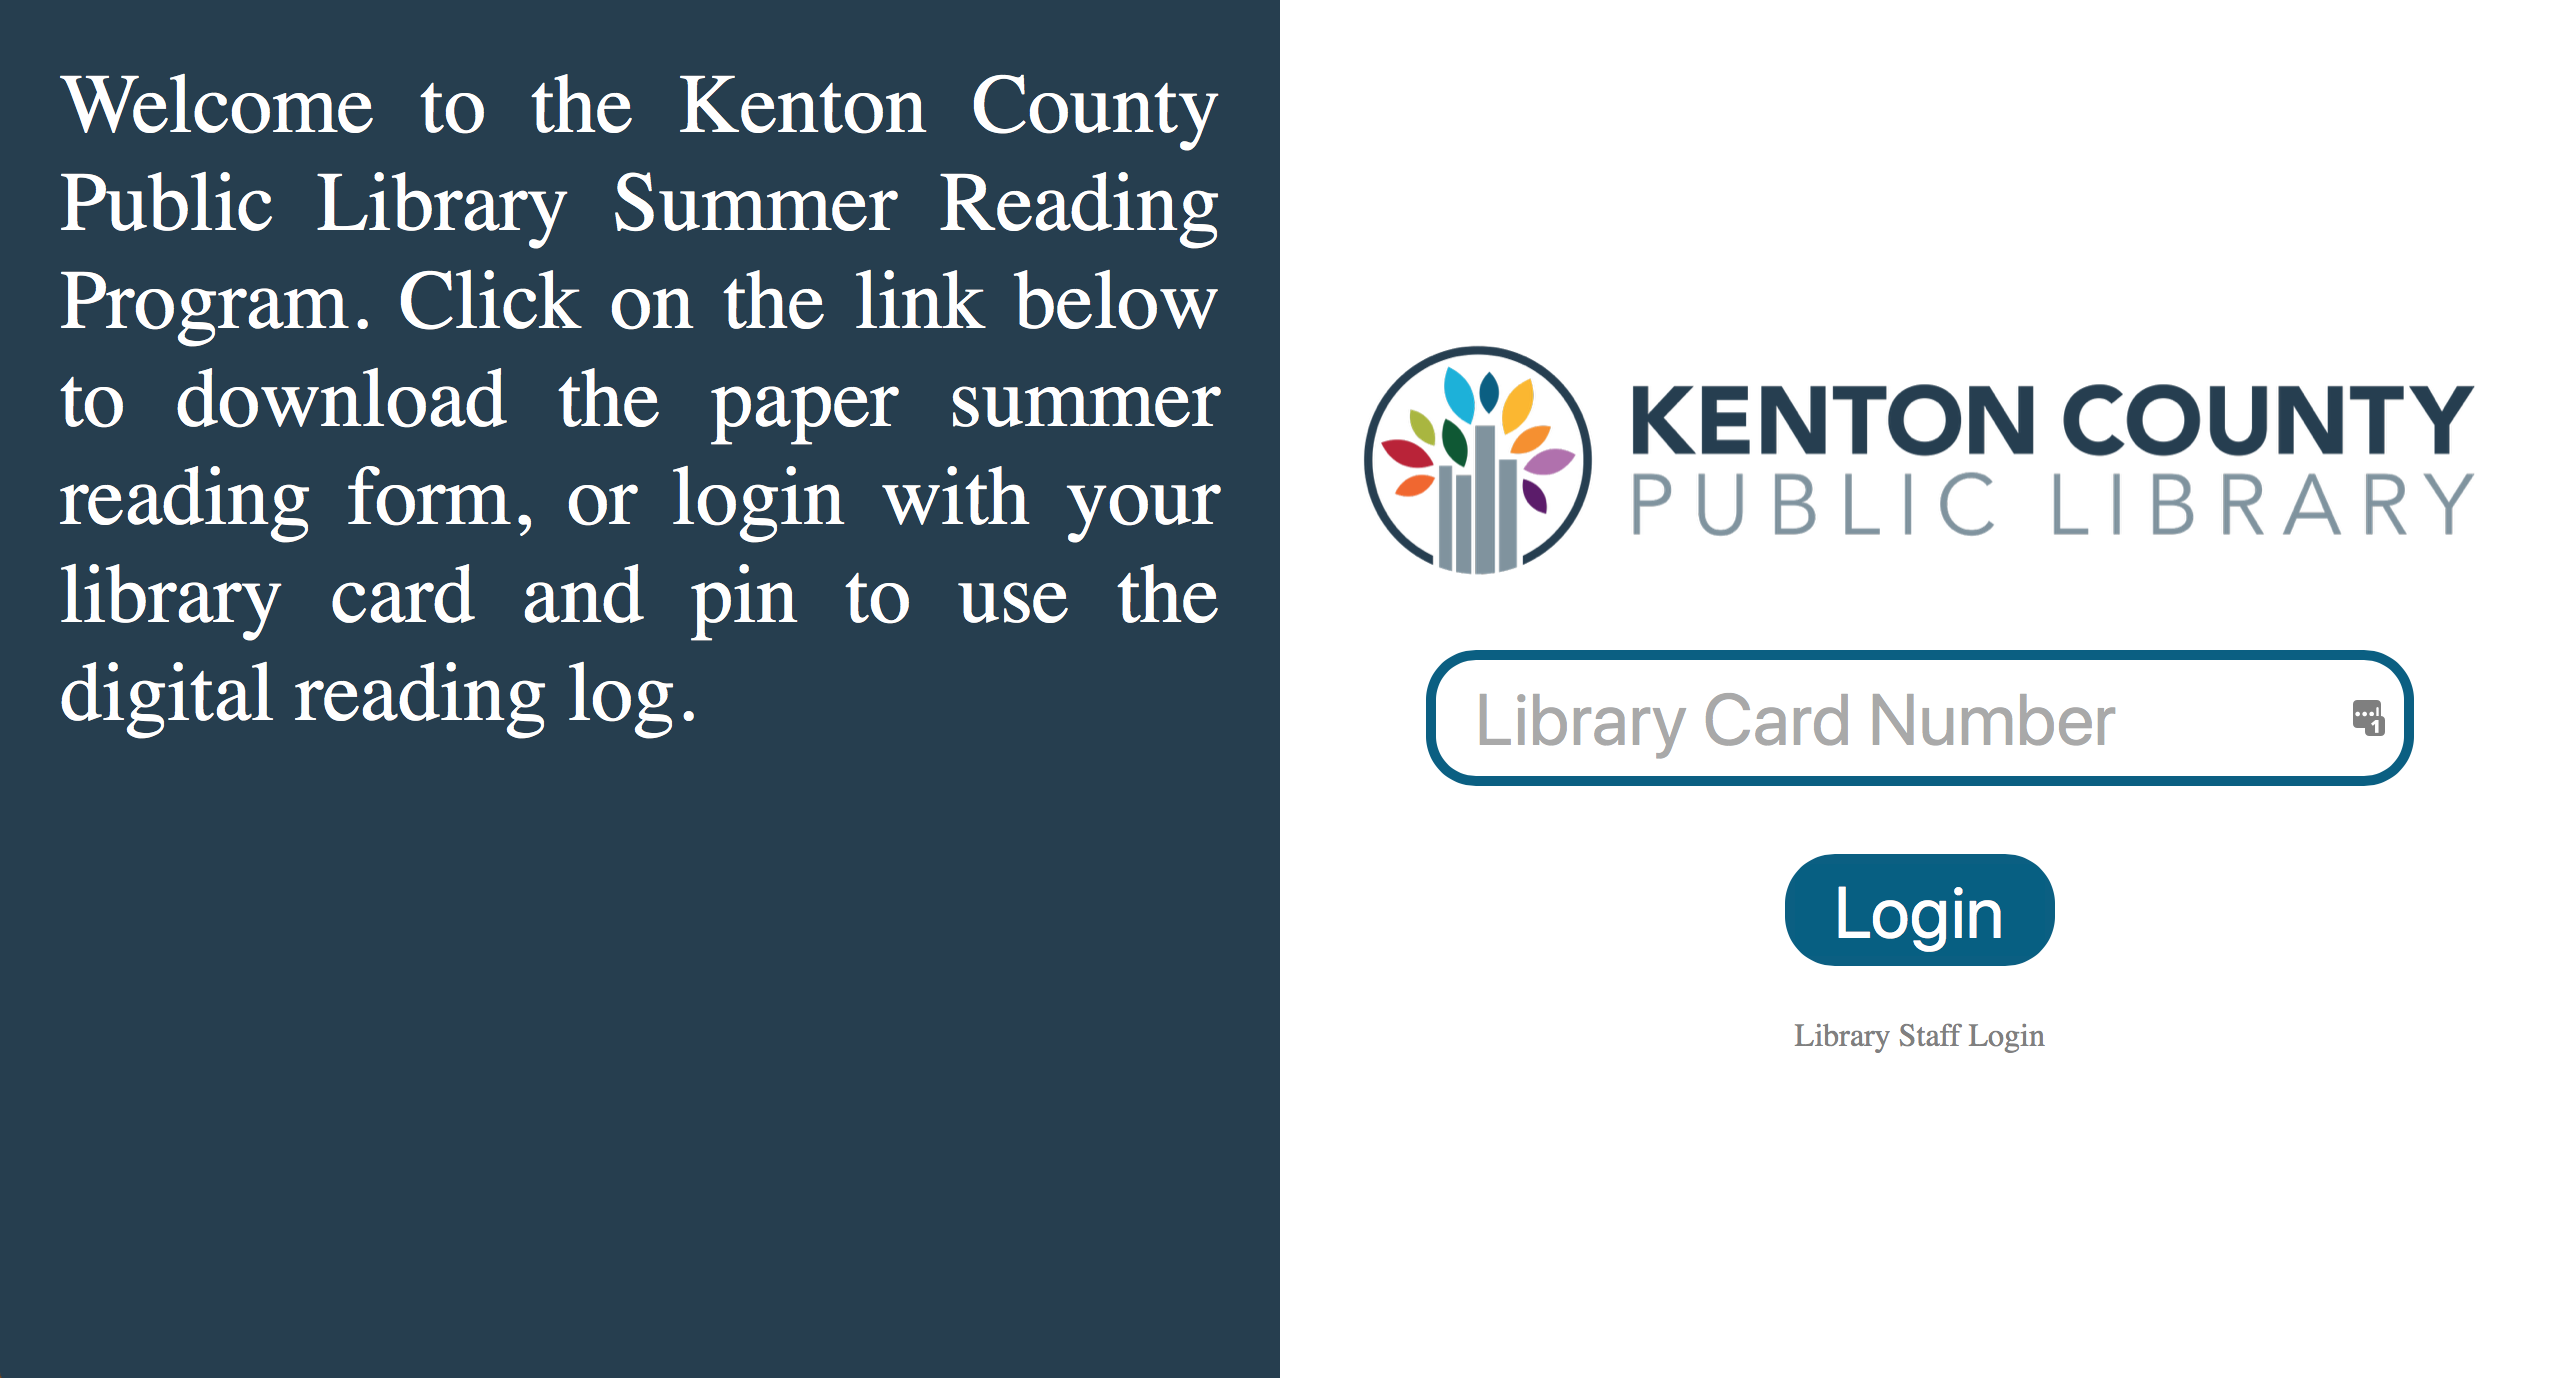 Welcome to the Kenton County
Public Library Summer Reading
Program. Click on the link below
to download the paper summer
reading form, or login with your
library card and pin to use the
digital reading log.
KENTON COUNTY
PUBLIC LIBRARY
Library Card Number
1
Login
Library Staff Login